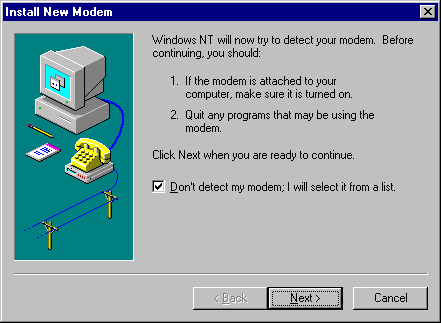 Install New Modem
Windows NT will now try to detect your modem.  Before
continuing, you should:
1.  If the modem is attached to your
computer, make sure it is turned on.
2.  Quit any programs that may be using the
modem.
Click Next when you are ready to continue.
Don't detect my modem; I will select it from a list.
< Back
Next >
Cancel